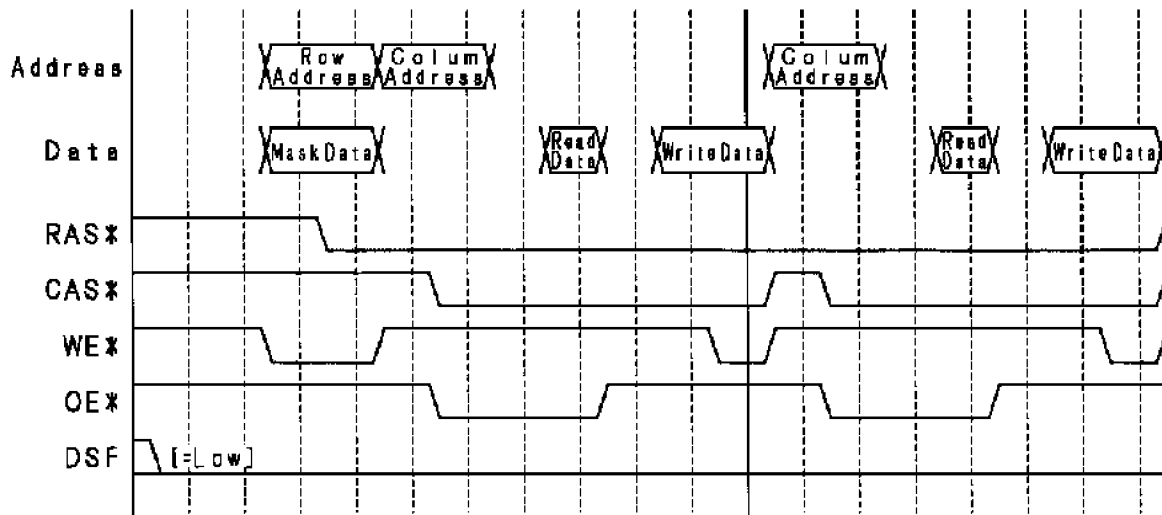 Row Colum Colum
Address Address Address Address
Data MaskData Read Data WriteData Read Data WriteData
RAS*
CAS*
WE*
OE*
DSF [=Low]